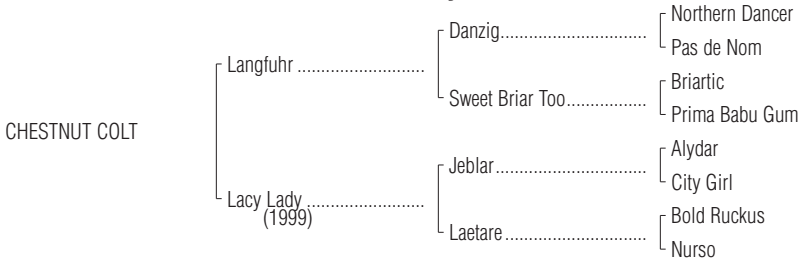 Northern Dancer
Danzig..................................
Pas de Nom
Langfuhr ..........................
Briartic
Sweet Briar Too..................
Prima Babu Gum
CHESTNUT COLT
Alydar
Jeblar..................................
City Girl
Lacy Lady ........................
(1999)
Bold Ruckus
Laetare................................
Nurso